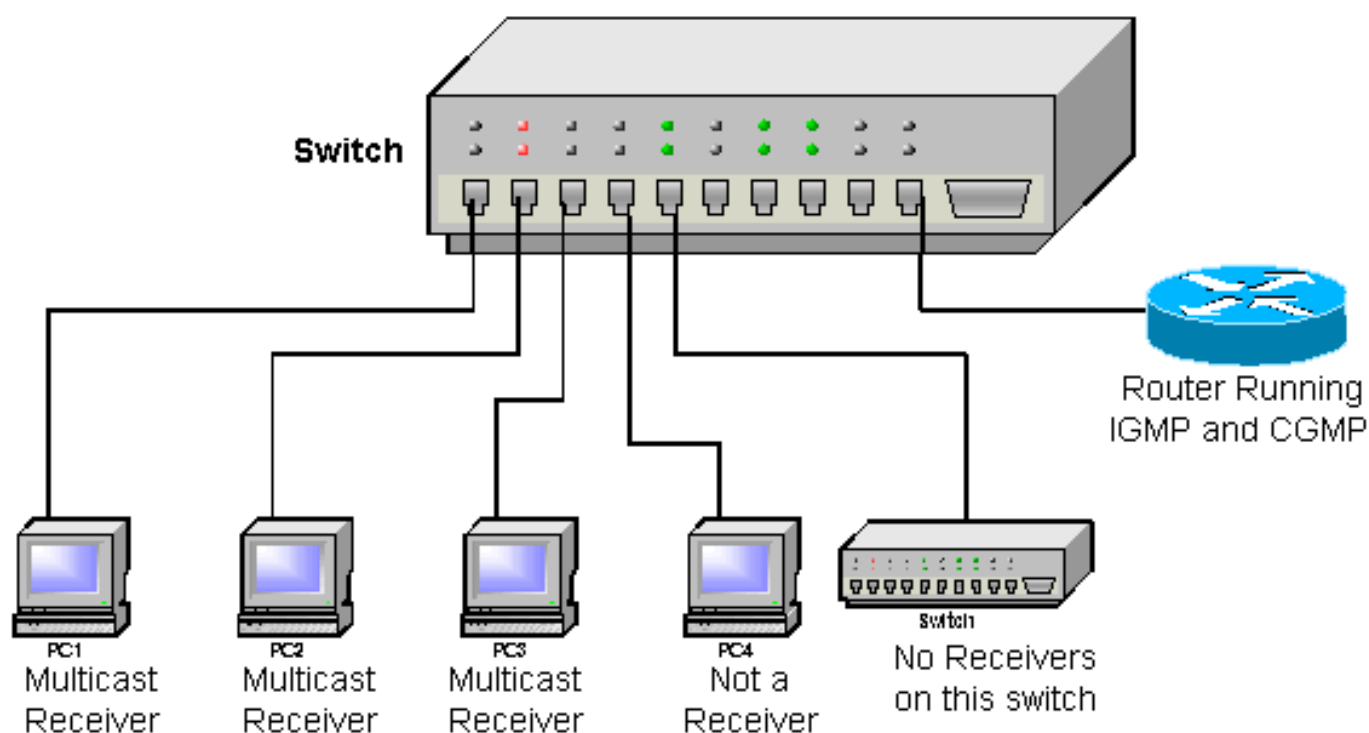 Switch
Router Running
IGMP and CGMP
PC1
Multicast
Receiver
PC2
Multicast
Receiver
PC3
Multicast
Receiver
PC4
Not a
Receiver
Switch
No Receivers
on this switch